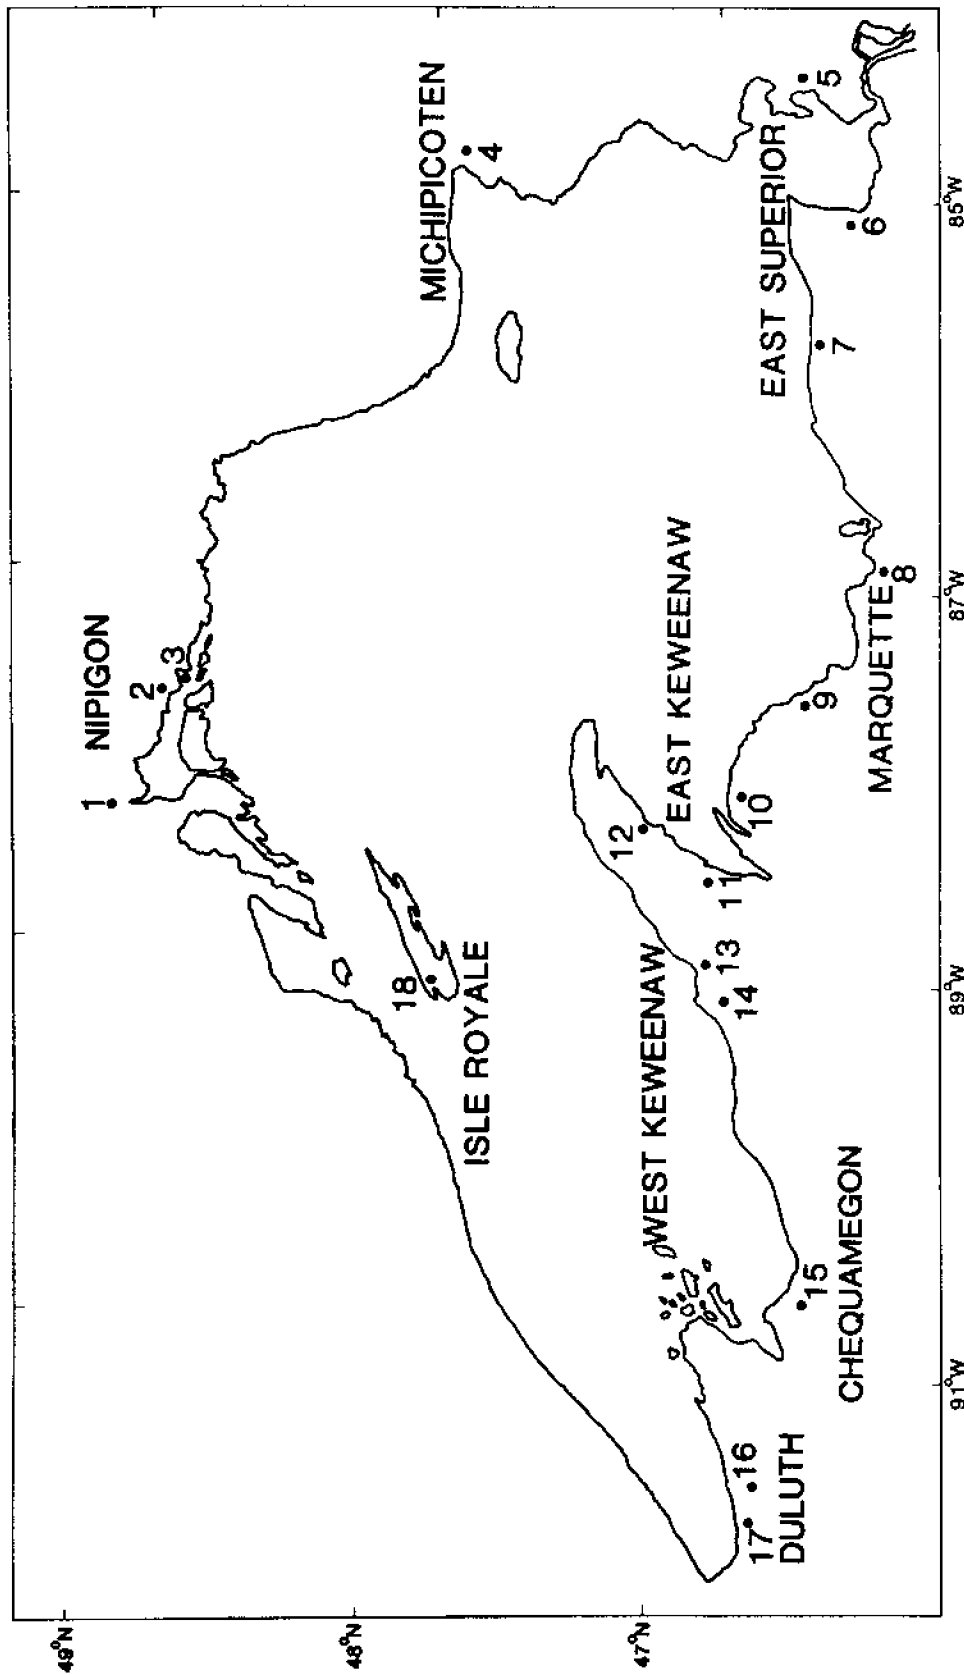 NIPIGON
1
2
3
MICHIPICOTEN
4
ISLE ROYALE
18
WEST KEWEENAW
EAST KEWEENAW
12
11
13
14
10
9
EAST SUPERIOR
5
6
7
8
MARQUETTE
15
CHEQUAMEGON
16
17
DULUTH
49°N
48°N
47°N
91°W
89°W
87°W
85°W